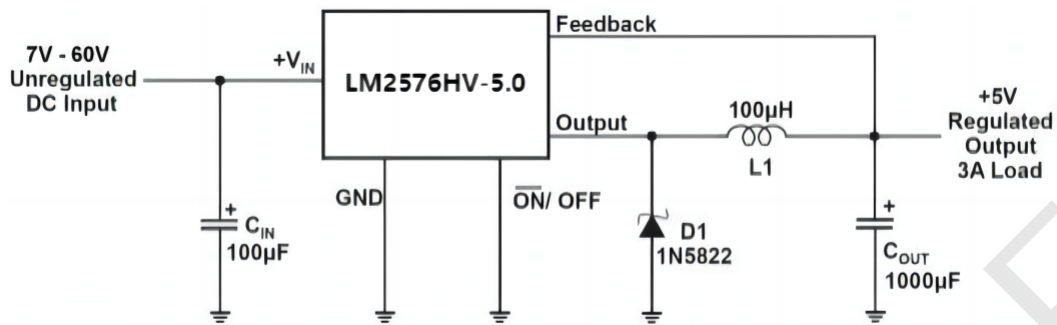 7V - 60V
Unregulated
DC Input
+VIN
LM2576HV-5.0
Feedback
Output
100μH
L1
+5V
Regulated
Output
3A Load
GND
ON/ OFF
+
CIN
100μF
D1
1N5822
+
COUT
1000μF